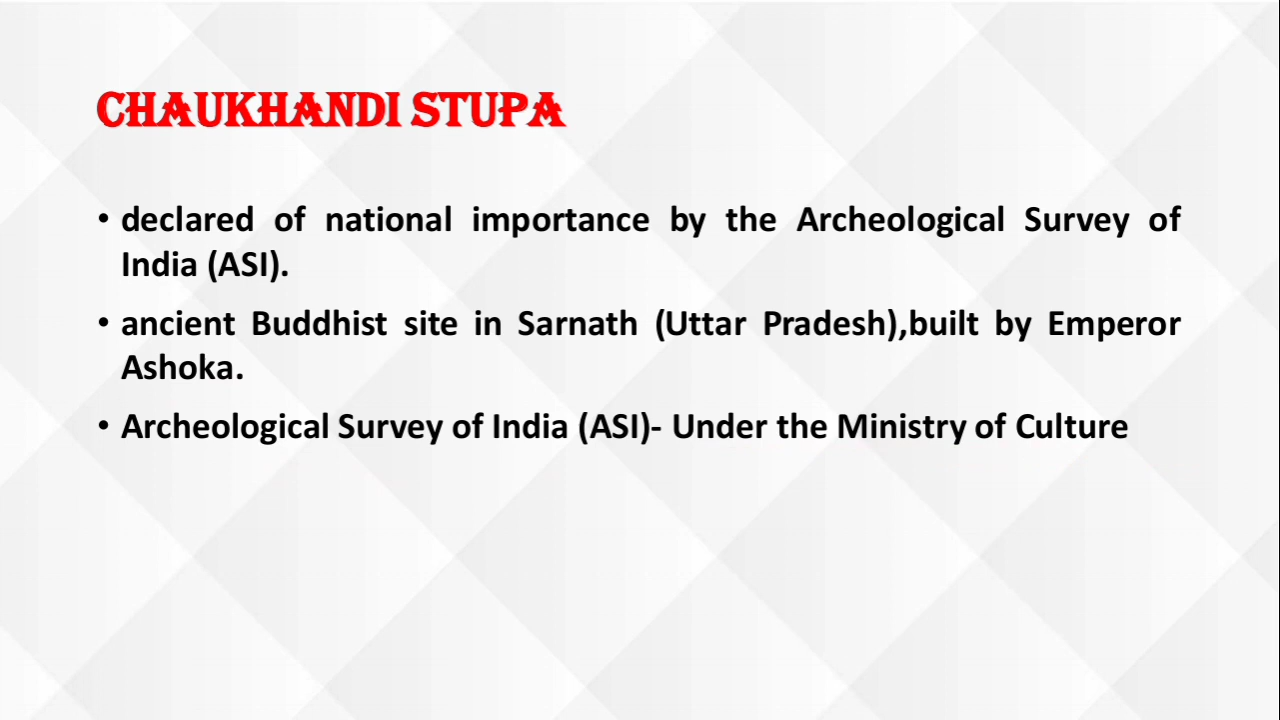 CHAUKHANDI STUPA
• declared of national importance by the Archeological Survey of
India (ASI).
• ancient Buddhist site in Sarnath (Uttar Pradesh),built by Emperor
Ashoka.
• Archeological Survey of India (ASI)- Under the Ministry of Culture